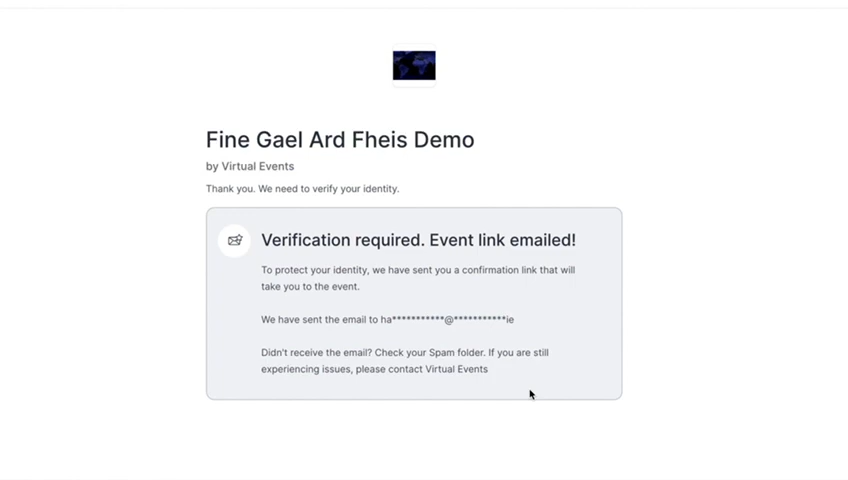 Fine Gael Ard Fheis Demo
by Virtual Events
Thank you. We need to verify your identity.
Verification required. Event link emailed!
To protect your identity, we have sent you a confirmation link that will
take you to the event.
We have sent the email to ha***********@***********ie
Didn't receive the email? Check your Spam folder. If you are still
experiencing issues, please contact Virtual Events